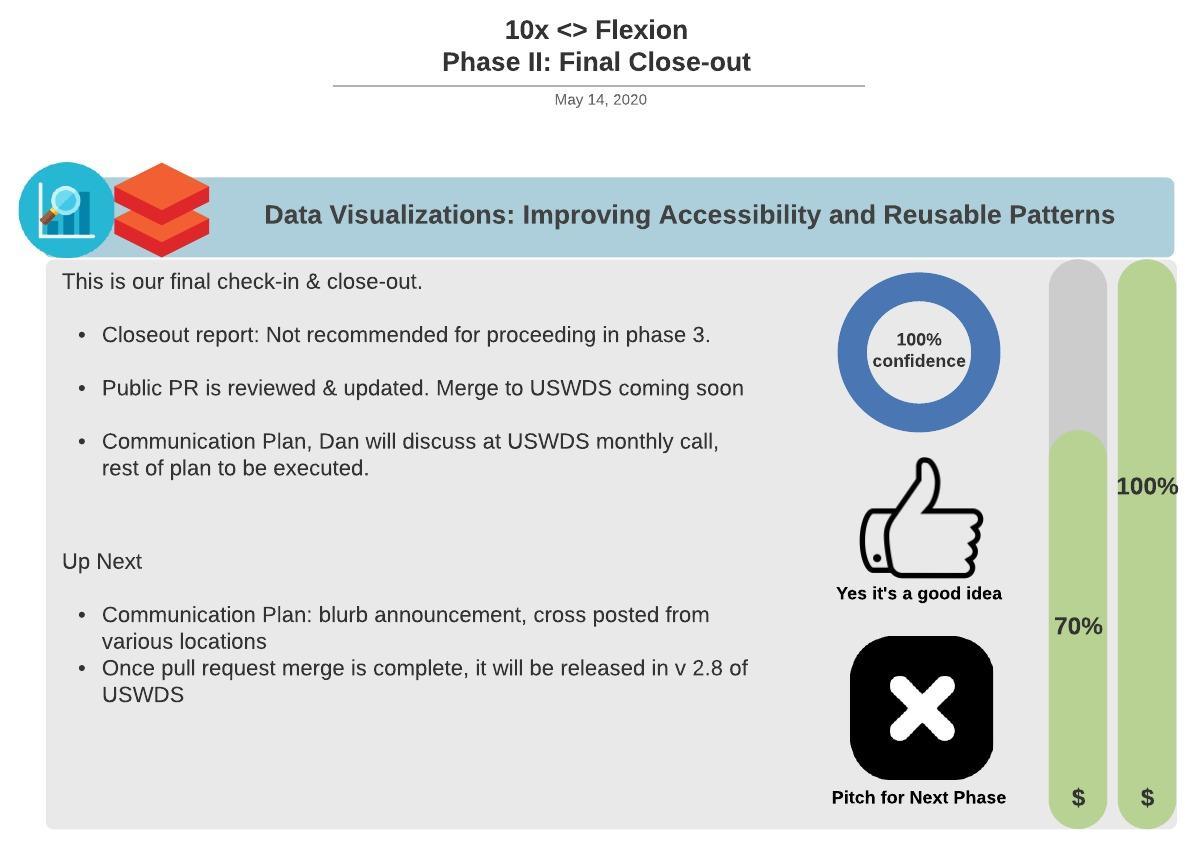 10x <> Flexion
Phase II: Final Close-out
May 14, 2020
Data Visualizations: Improving Accessibility and Reusable Patterns
This is our final check-in & close-out.
• Closeout report: Not recommended for proceeding in phase 3.
• Public PR is reviewed & updated. Merge to USWDS coming soon
• Communication Plan, Dan will discuss at USWDS monthly call,
rest of plan to be executed.
Up Next
• Communication Plan: blurb announcement, cross posted from
various locations
• Once pull request merge is complete, it will be released in v 2.8 of
USWDS
100%
confidence
Yes it's a good idea
Pitch for Next Phase
70%
$
100%
$